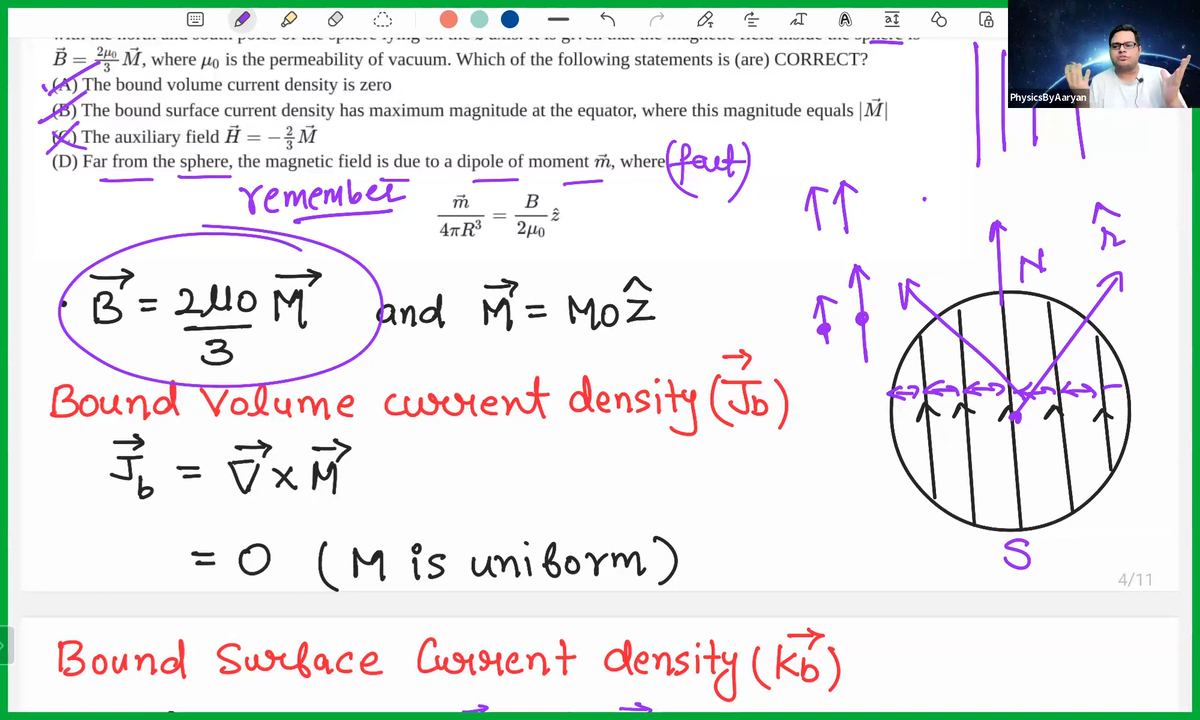 PhysicsByAaryan
B⃗ = 2μ₀/3 M⃗, where μ₀ is the permeability of vacuum. Which of the following statements is (are) CORRECT?
(A) The bound volume current density is zero
(B) The bound surface current density has maximum magnitude at the equator, where this magnitude equals |M⃗|
(C) The auxiliary field H⃗ = −2/3 M⃗
(D) Far from the sphere, the magnetic field is due to a dipole of moment m⃗, where
(fact)
remember
m⃗/4πR³ = B/2μ₀ ẑ
B⃗ = 2μ0/3 M⃗ and M⃗ = M0 ẑ
N
r̂
Bound Volume current density (J⃗b)
J⃗b = ∇⃗ × M⃗
= 0 (M is uniform)
S
4/11
Bound Surface Current density (K⃗b)